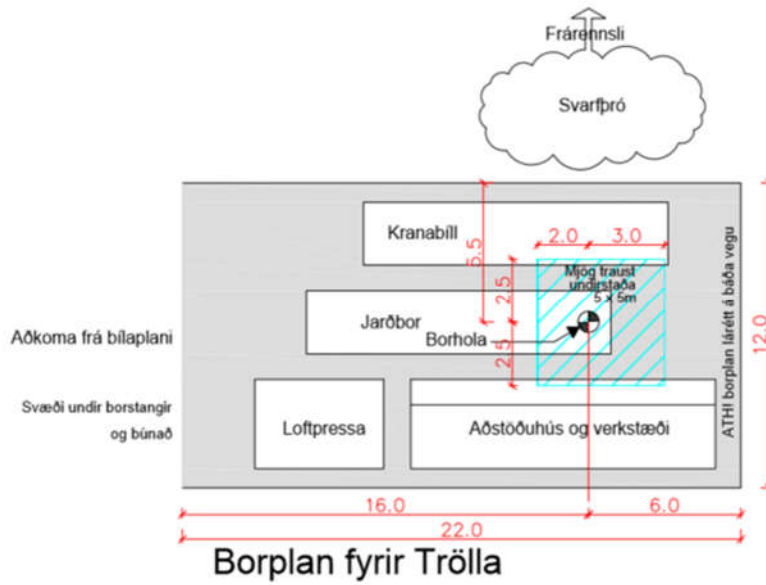 Frárennsli
Svarfþró
Kranabíll
2.0
3.0
5.5
2.5
Mjög traust
undirstaða
5 x 5m
Jarðbor
Borhola
2.5
ATHI borplan lárétt á báða vegu
12.0
Aðkoma frá bílaplani
Svæði undir borstangir
og búnað
Loftpressa
Aðstöðuhús og verkstæði
16.0
6.0
22.0
Borplan fyrir Trölla